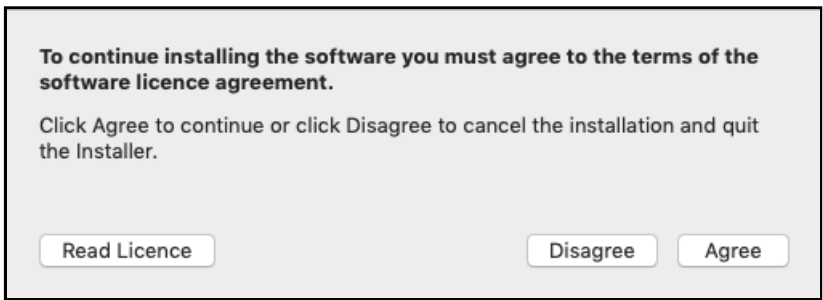 To continue installing the software you must agree to the terms of the
software licence agreement.
Click Agree to continue or click Disagree to cancel the installation and quit
the Installer.
Read Licence
Disagree
Agree